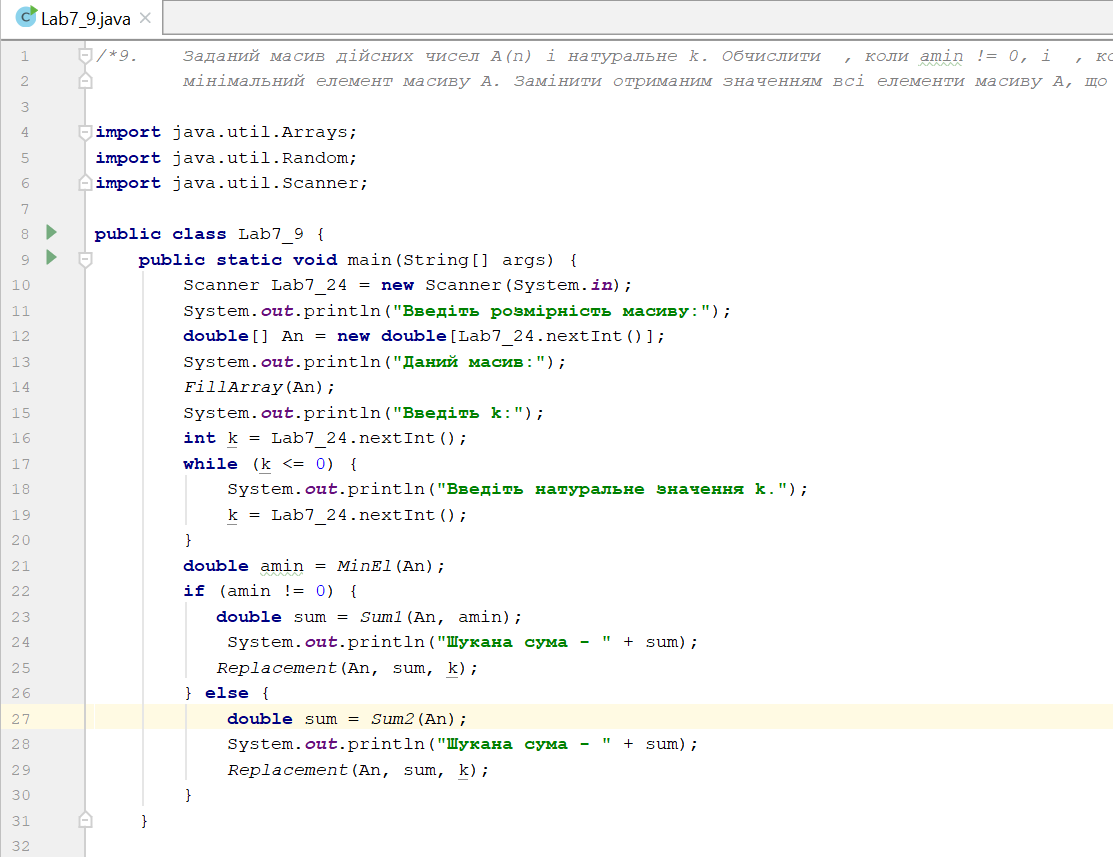 Lab7_9.java
1 /*9. Заданий масив дійсних чисел A(n) і натуральне k. Обчислити , коли amin != 0, і , ко
2 мінімальний елемент масиву A. Замінити отриманим значенням всі елементи масиву A, що
3
4 import java.util.Arrays;
5 import java.util.Random;
6 import java.util.Scanner;
7
8 public class Lab7_9 {
9 public static void main(String[] args) {
10 Scanner Lab7_24 = new Scanner(System.in);
11 System.out.println("Введіть розмірність масиву:");
12 double[] An = new double[Lab7_24.nextInt()];
13 System.out.println("Даний масив:");
14 FillArray(An);
15 System.out.println("Введіть k:");
16 int k = Lab7_24.nextInt();
17 while (k <= 0) {
18 System.out.println("Введіть натуральне значення k.");
19 k = Lab7_24.nextInt();
20 }
21 double amin = MinEl(An);
22 if (amin != 0) {
23 double sum = Sum1(An, amin);
24 System.out.println("Шукана сума - " + sum);
25 Replacement(An, sum, k);
26 } else {
27 double sum = Sum2(An);
28 System.out.println("Шукана сума - " + sum);
29 Replacement(An, sum, k);
30 }
31 }
32